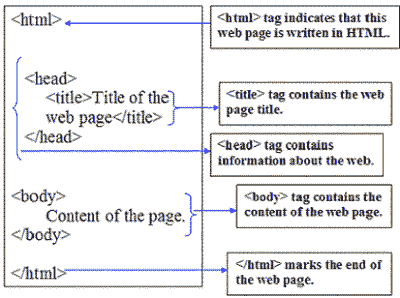 <html>
<html> tag indicates that this
web page is written in HTML.
<head>
<title>Title of the
web page</title>
</head>
<title> tag contains the web
page title.
<head> tag contains
information about the web.
<body>
Content of the page.
</body>
<body> tag contains the
content of the web page.
</html>
</html> marks the end of
the web page.